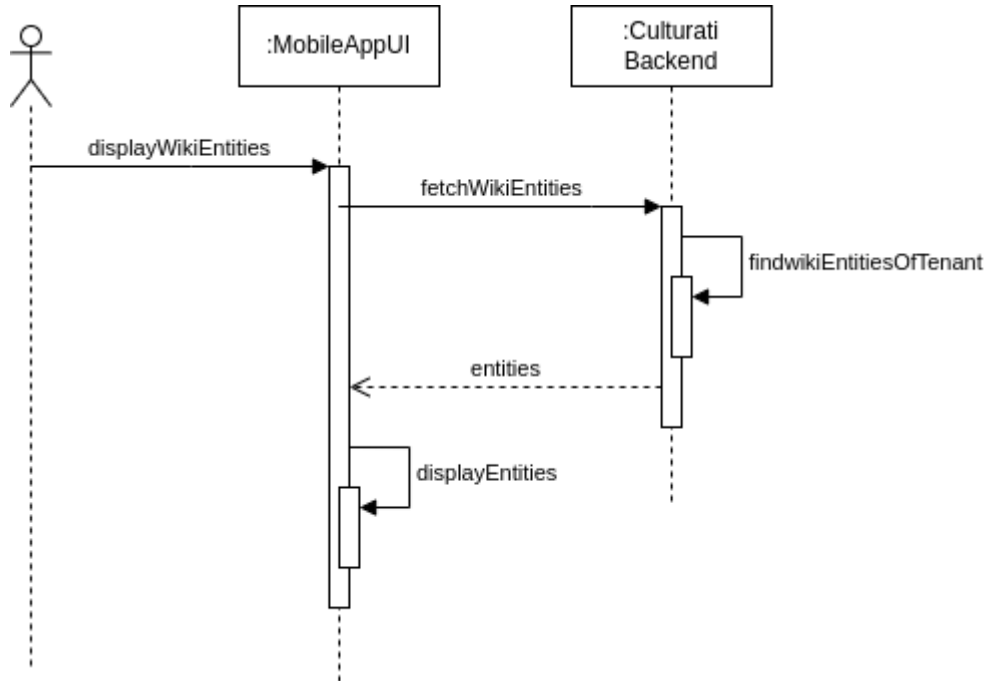 :MobileAppUI
:Culturati
Backend
displayWikiEntities
fetchWikiEntities
findwikiEntitiesOfTenant
entities
displayEntities